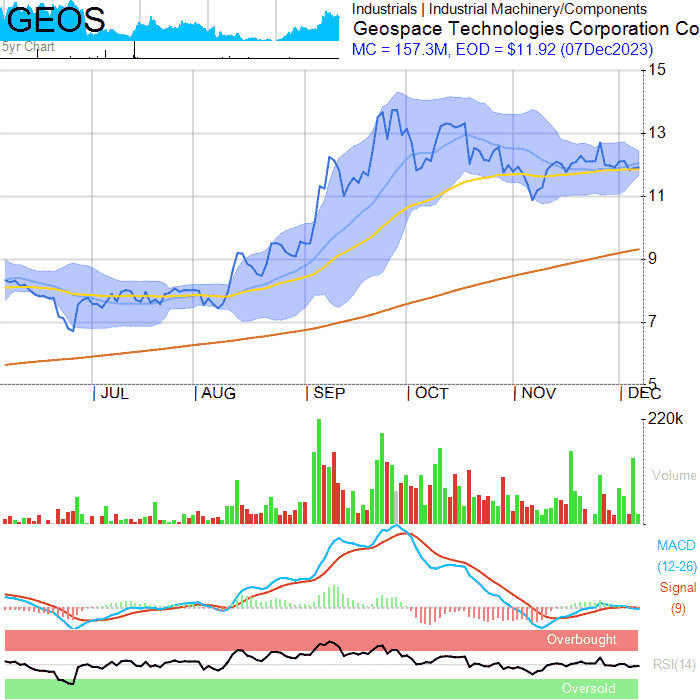 GEOS
5yr Chart
Industrials | Industrial Machinery/Components
Geospace Technologies Corporation Co
MC = 157.3M, EOD = $11.92 (07Dec2023)
15
13
11
9
7
5
JUL AUG SEP OCT NOV DEC
220k
Volume
MACD
(12-26)
Signal
(9)
Overbought
RSI(14)
Oversold